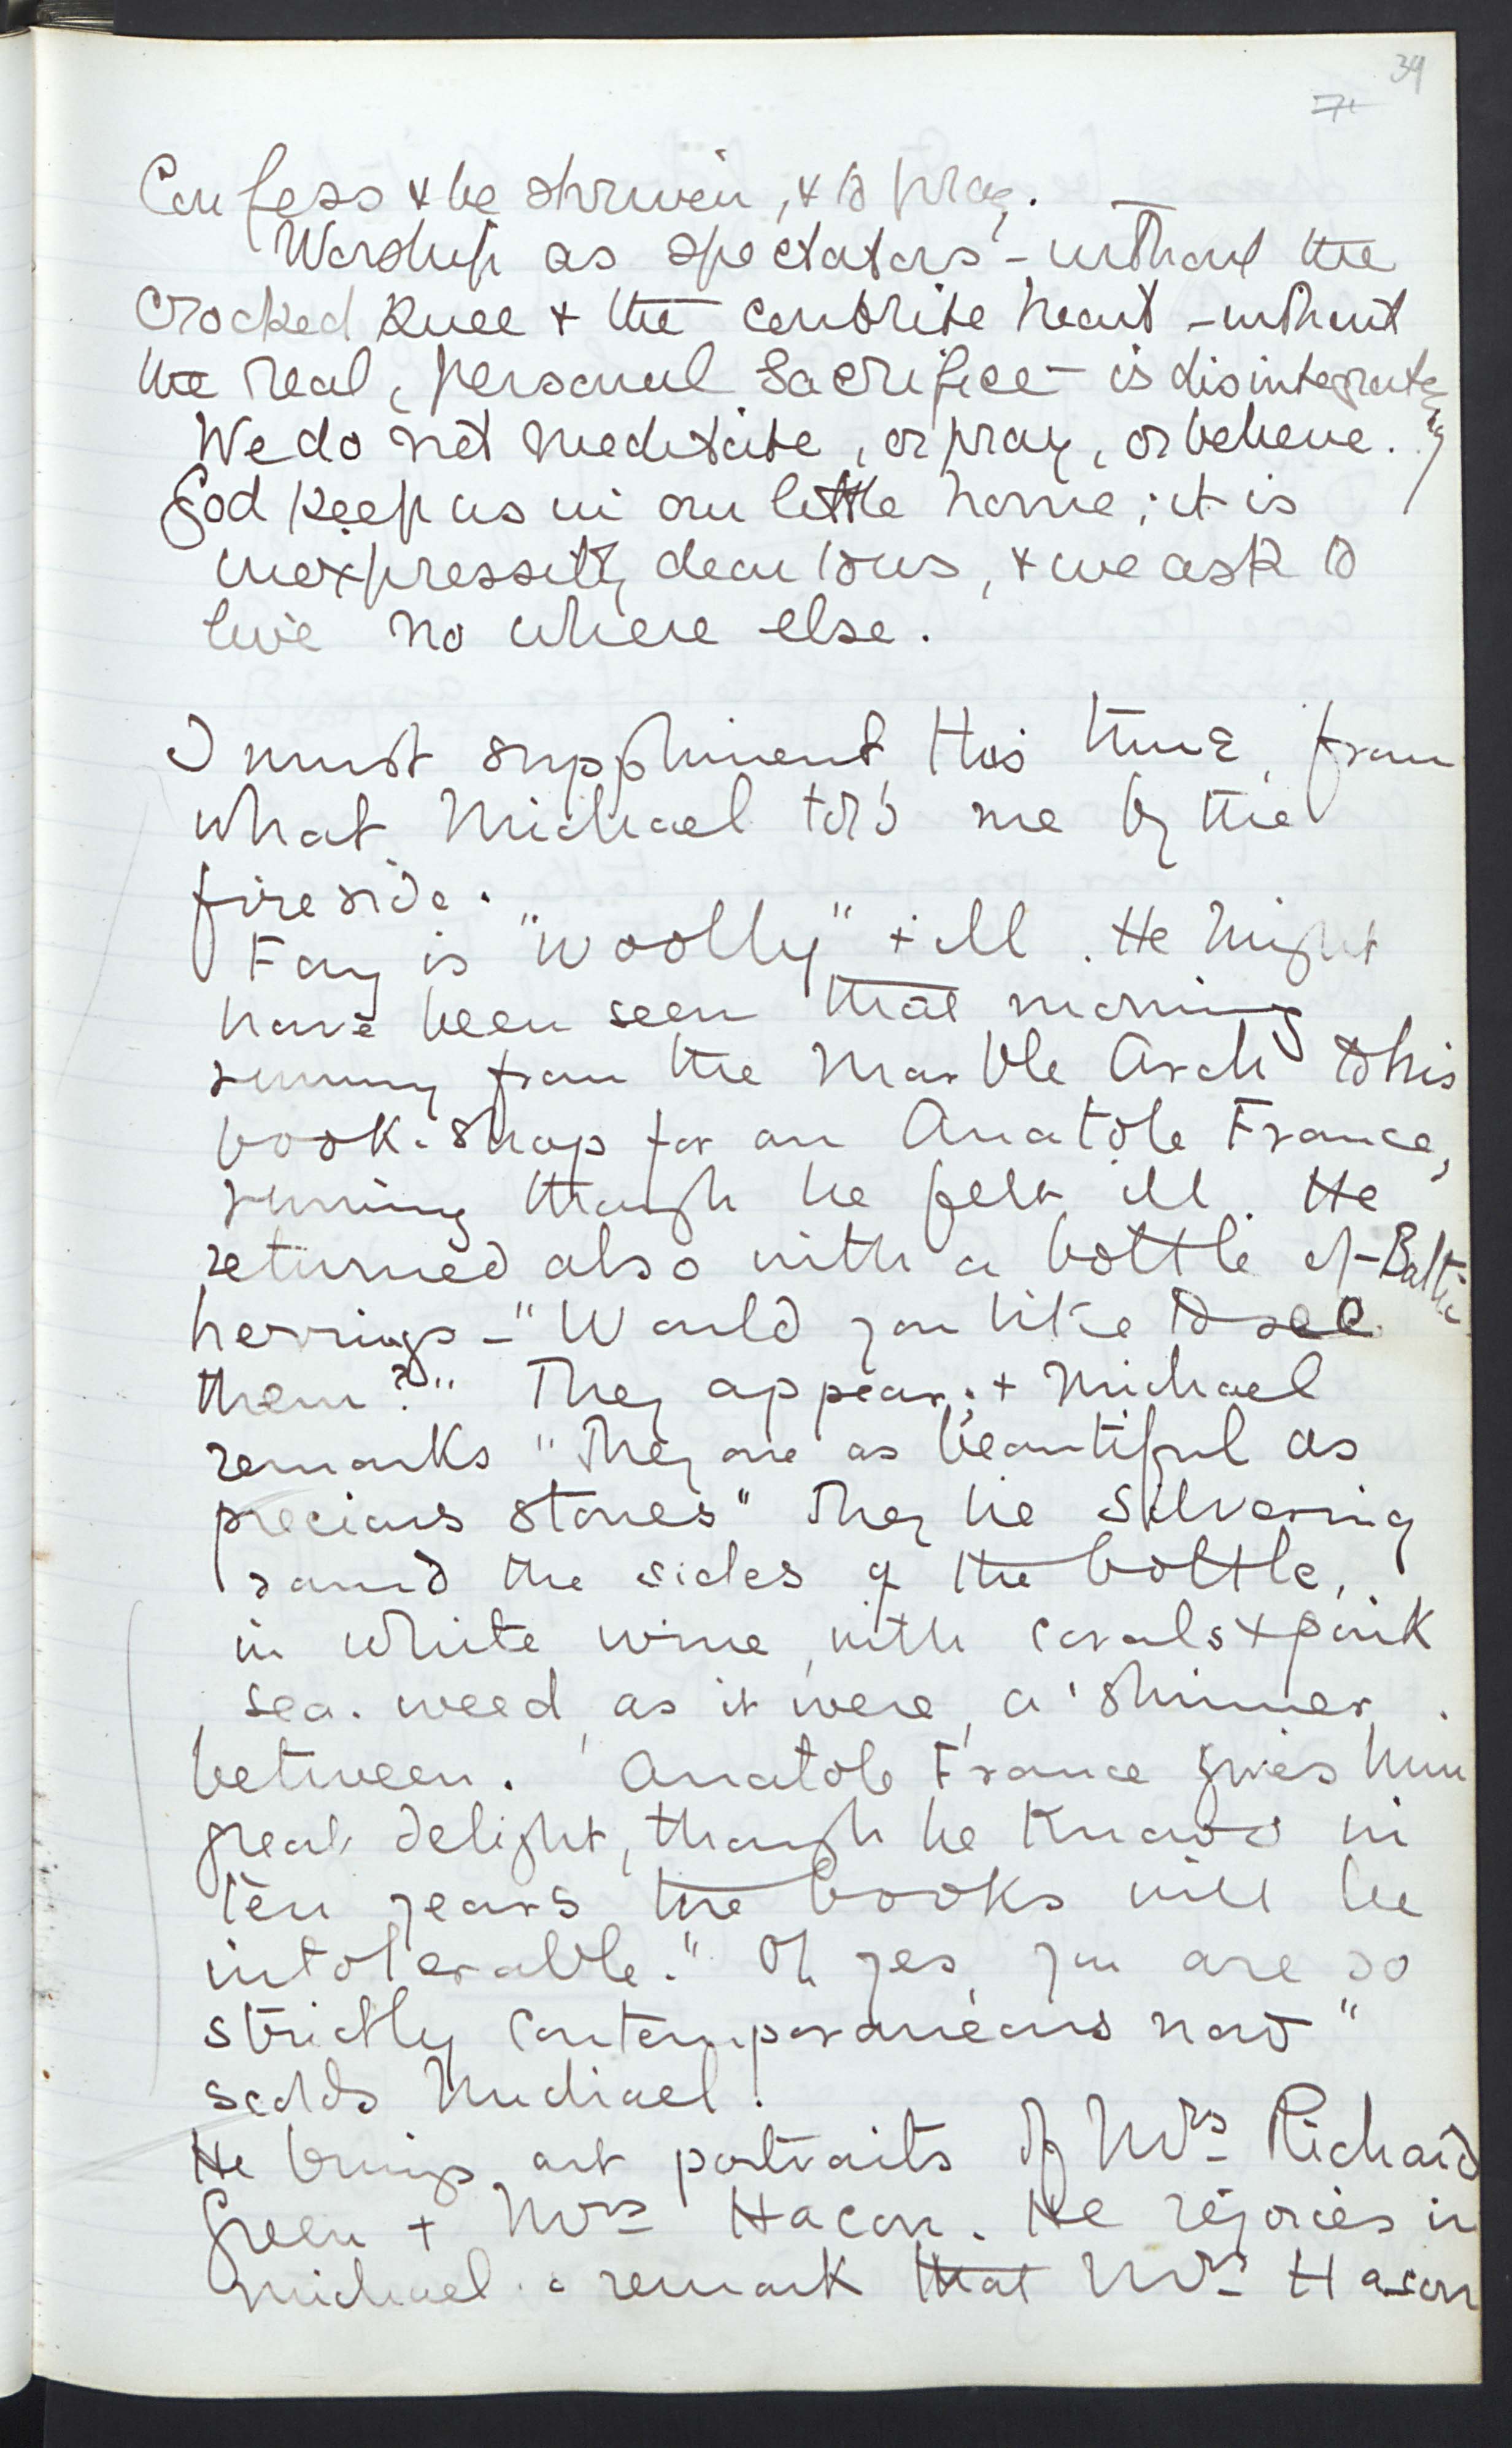 39
71
Confess & be shriven, & to pray. —
Worship as spectators – without the
crooked knee & the contrite heart – without
the real, personal sacrifice – is disintegrating
We do not meditate, or pray, or believe.
God keep us in our little home; it is
inexpressibly dear to us, & we ask to
live no where else.
I must suppliment this time, from
what Michael told me by the
fireside.
Fay is "woolly" + ill. He might
have been seen that morning
running from the Marble Arch to his
book-shop for an Anatole France,
running though he felt ill. He
returned also with a bottle of Baltic
herrings – "Would you like to see
them?" They appear; + Michael
remarks "They are as beautiful as
precious stones" They lie silvering
round the sides of the bottle,
in white wine, with corals & pink
sea-weed, as it were, a shimmer
between. Anatole France gives him
great delight, though he knows in
ten years the books will be
intolerable. "Oh yes, you are so
strictly contemporaneous now"
scolds Michael!
He brings out portraits of Mrs Richard
Green + Mrs Hacon. He rejoices in
Michael's remark that Mrs Hacon